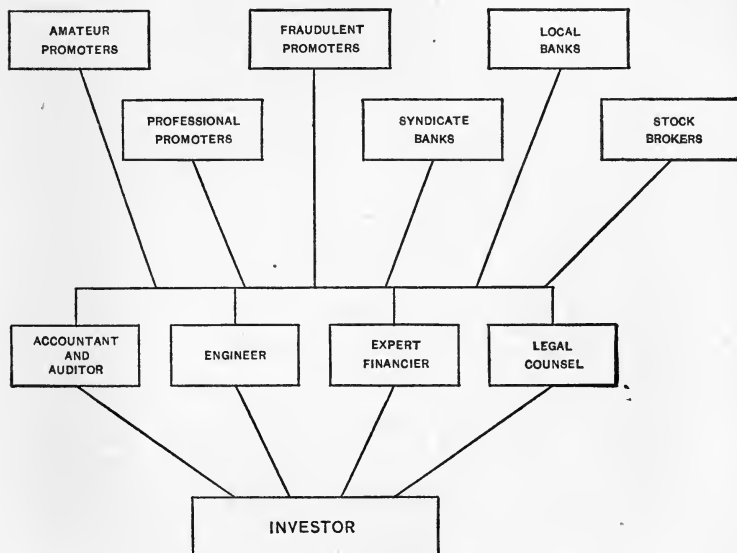 AMATEUR
PROMOTERS
FRAUDULENT
PROMOTERS
LOCAL
BANKS
PROFESSIONAL
PROMOTERS
SYNDICATE
BANKS
STOCK
BROKERS
ACCOUNTANT
AND
AUDITOR
ENGINEER
EXPERT
FINANCIER
LEGAL
COUNSEL
INVESTOR